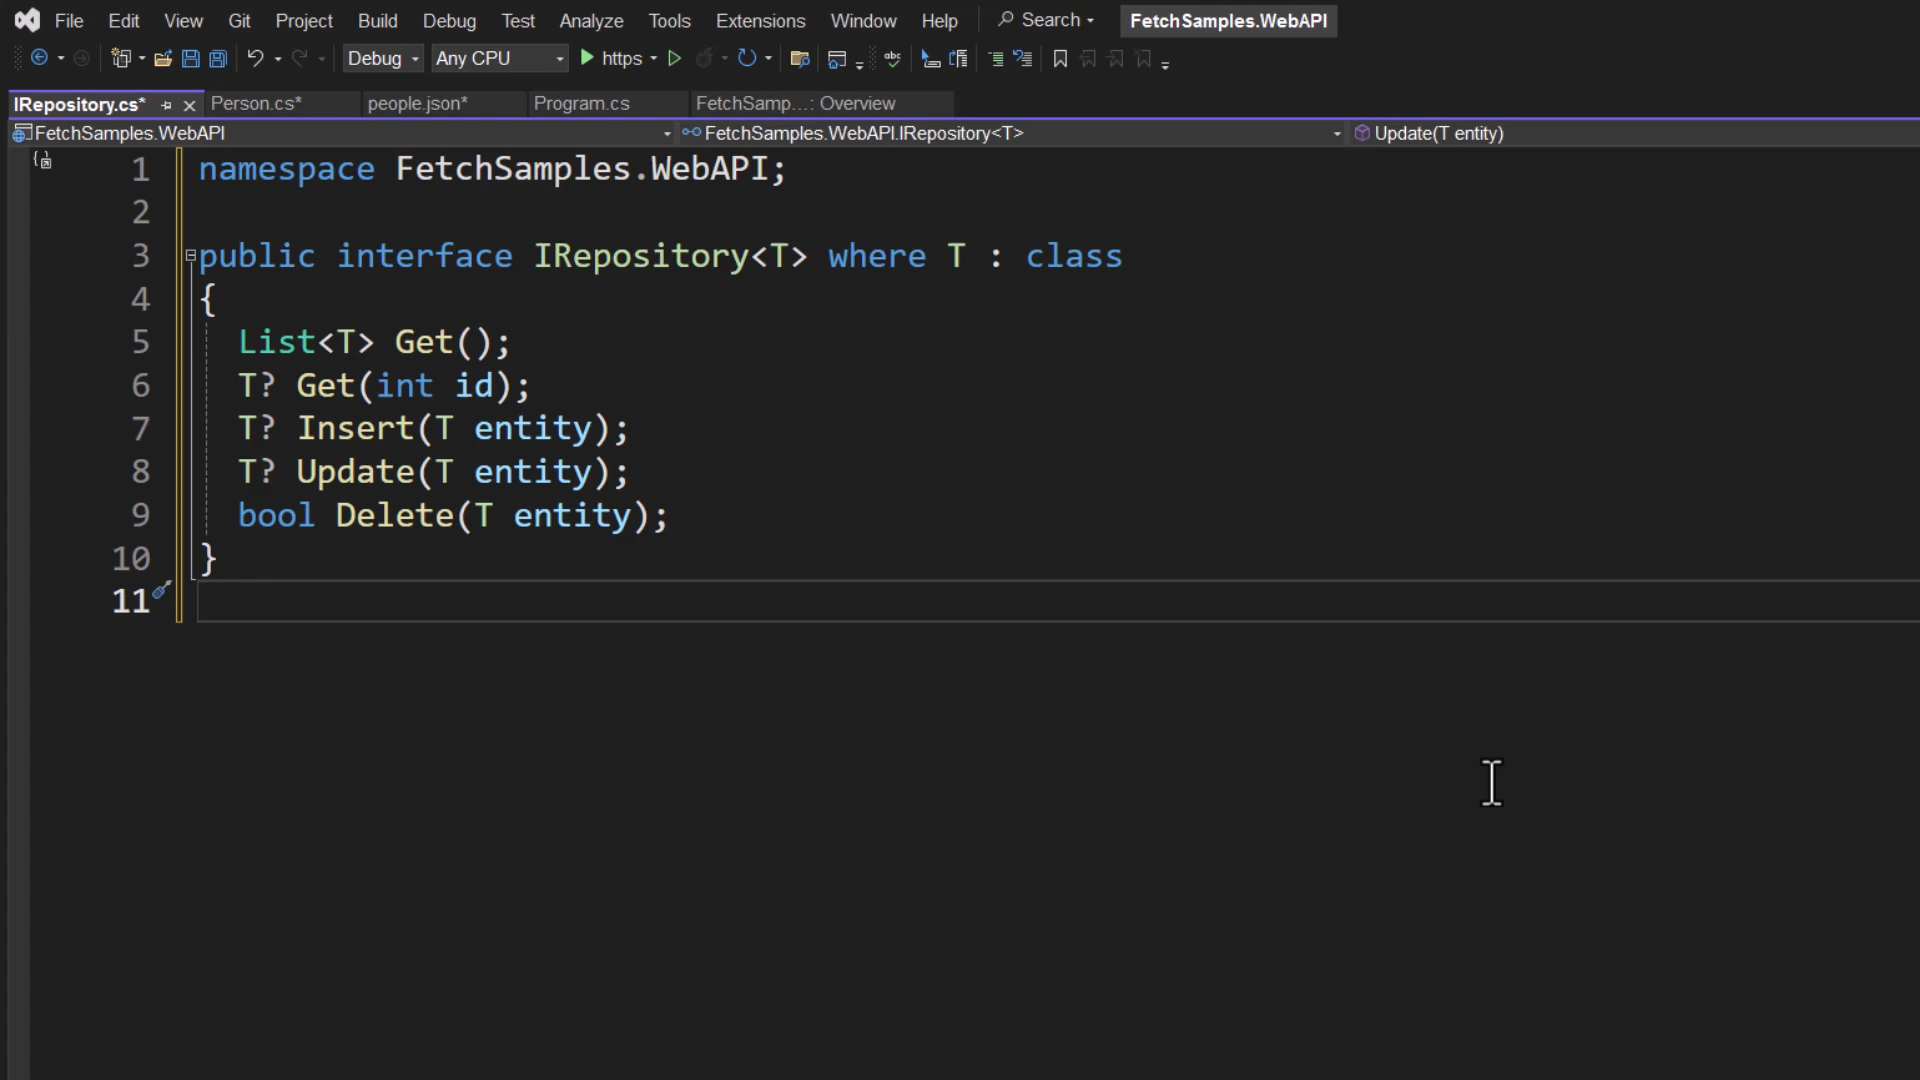 File Edit View Git Project Build Debug Test Analyze Tools Extensions Window Help Search FetchSamples.WebAPI
Debug Any CPU https abc
IRepository.cs* Person.cs* people.json* Program.cs FetchSamp...: Overview
FetchSamples.WebAPI FetchSamples.WebAPI.IRepository<T> Update(T entity)
1 namespace FetchSamples.WebAPI;
2
3 public interface IRepository<T> where T : class
4 {
5 List<T> Get();
6 T? Get(int id);
7 T? Insert(T entity);
8 T? Update(T entity);
9 bool Delete(T entity);
10 }
11